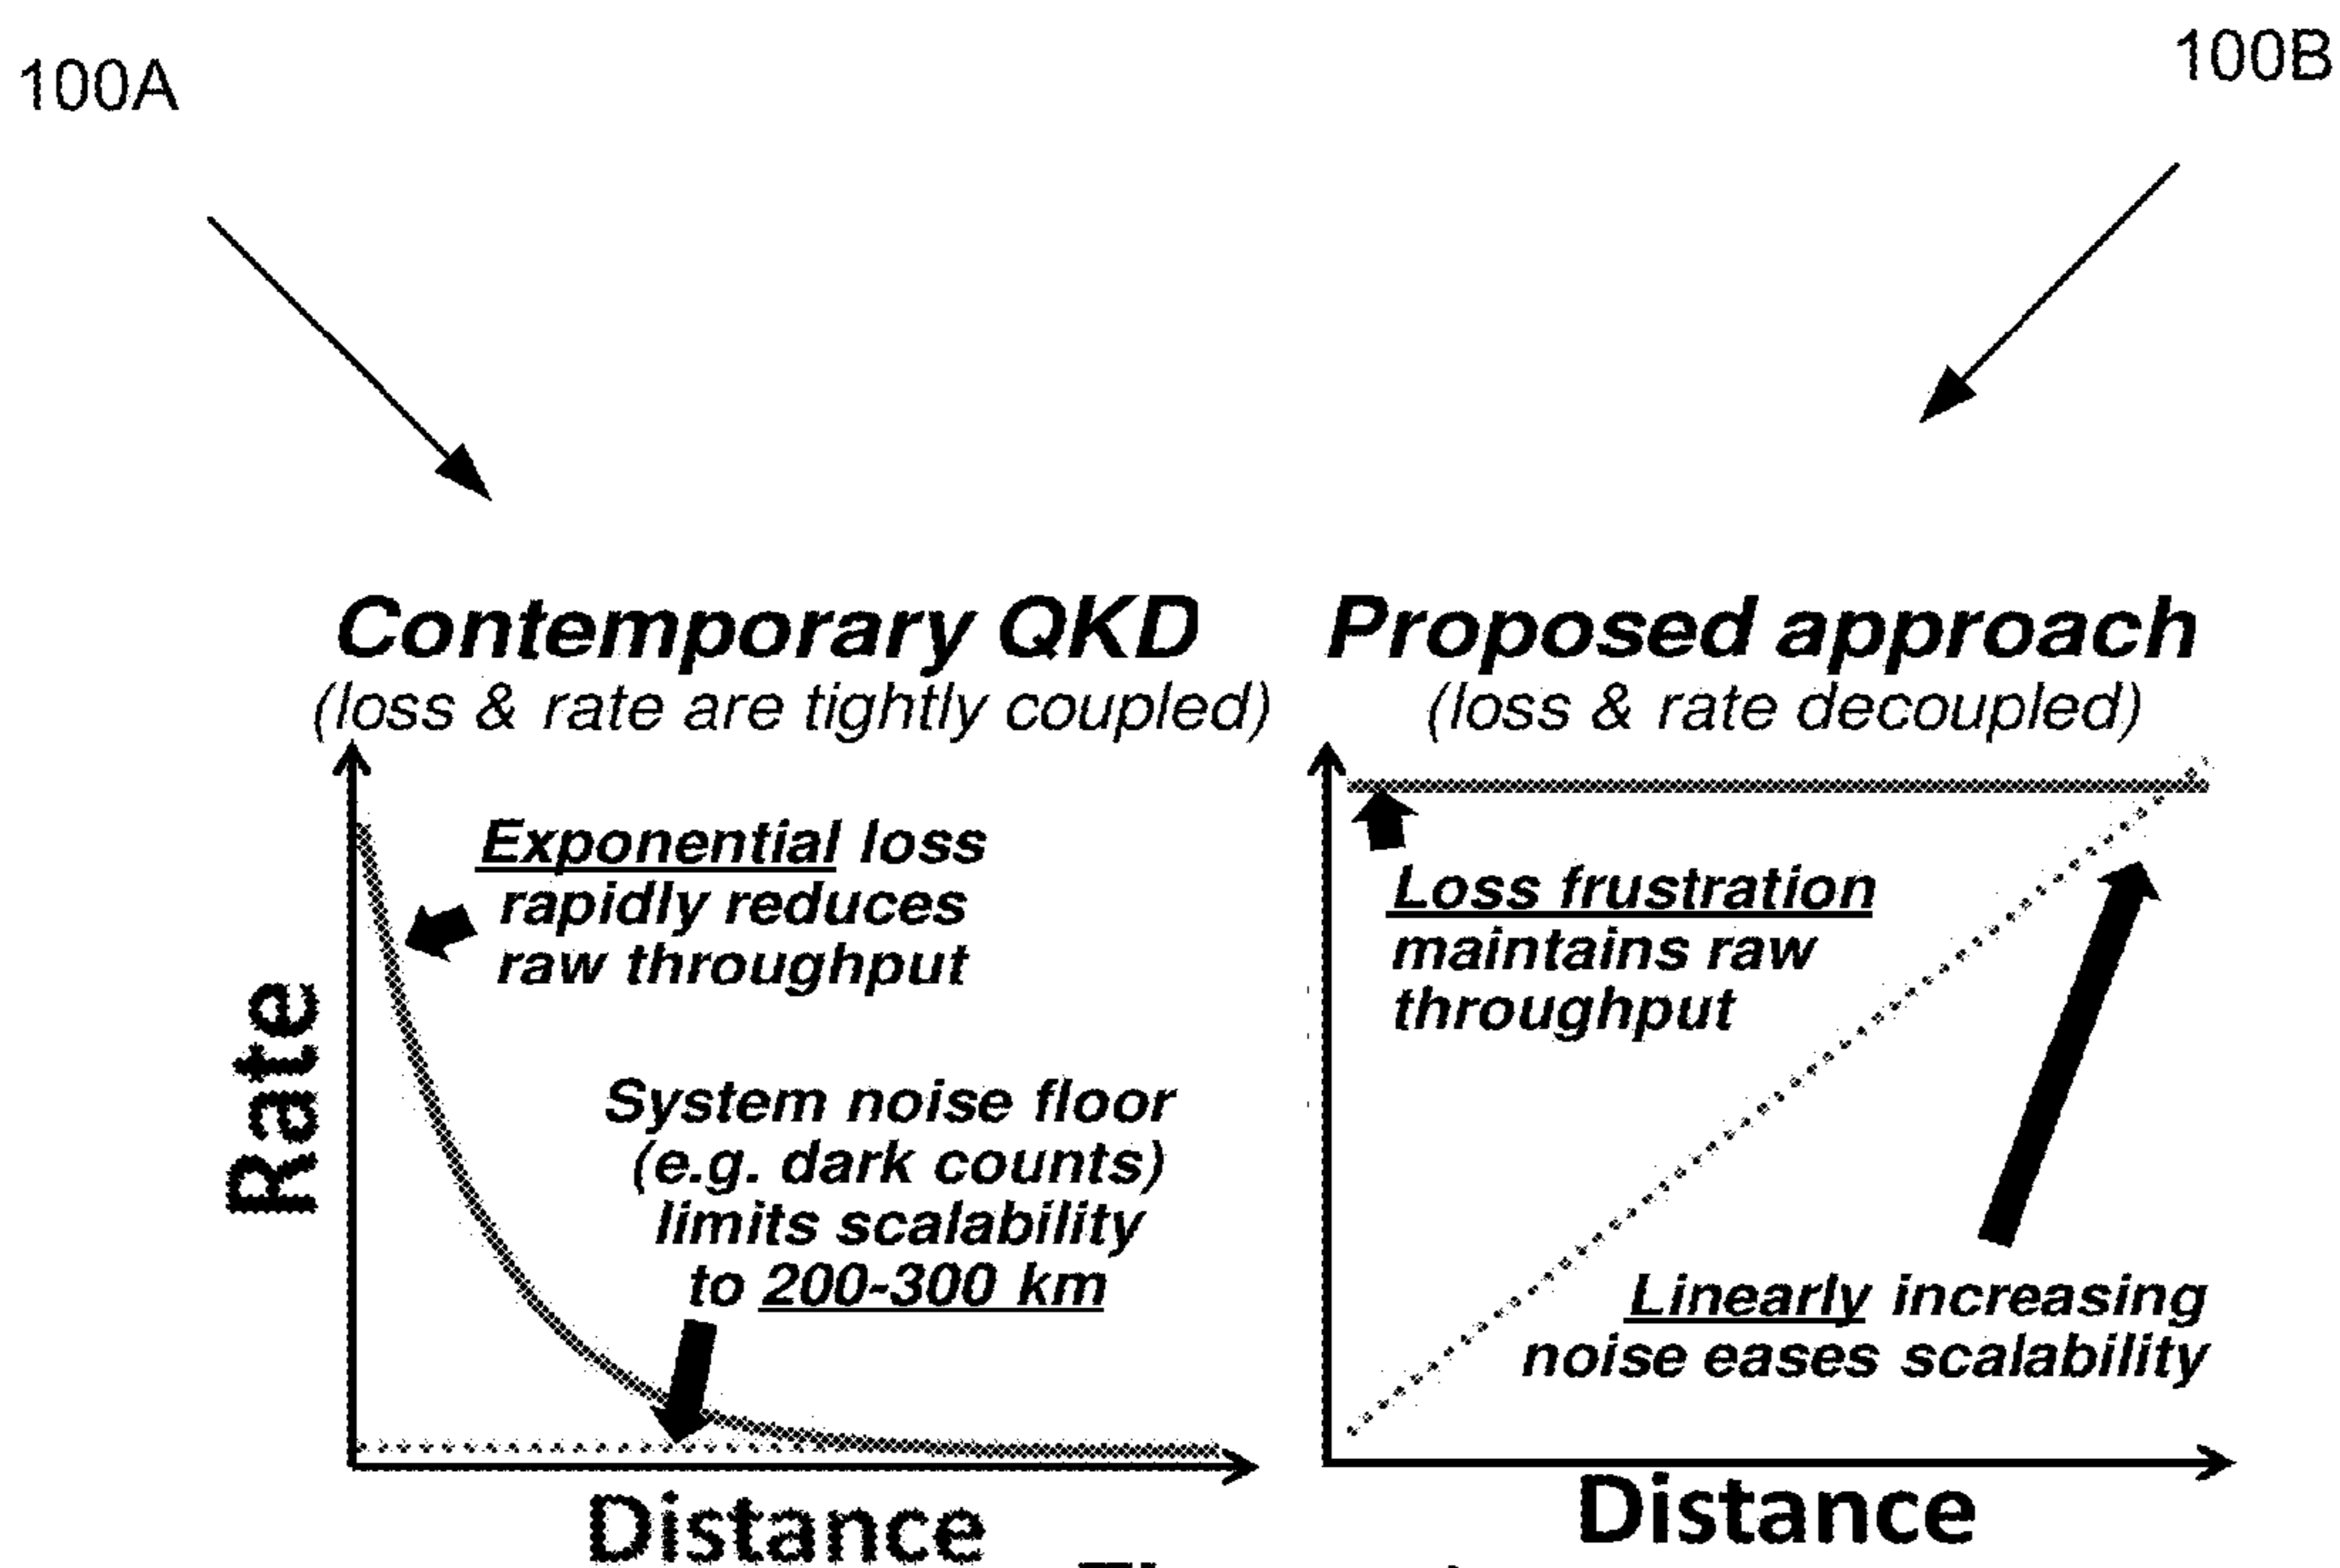 100A
100B
Contemporary QKD
(loss & rate are tightly coupled)
Exponential loss
rapidly reduces
raw throughput
System noise floor
(e.g. dark counts)
limits scalability
to 200-300 km
Rate
Distance
Proposed approach
(loss & rate decoupled)
Loss frustration
maintains raw
throughput
Linearly increasing
noise eases scalability
Distance